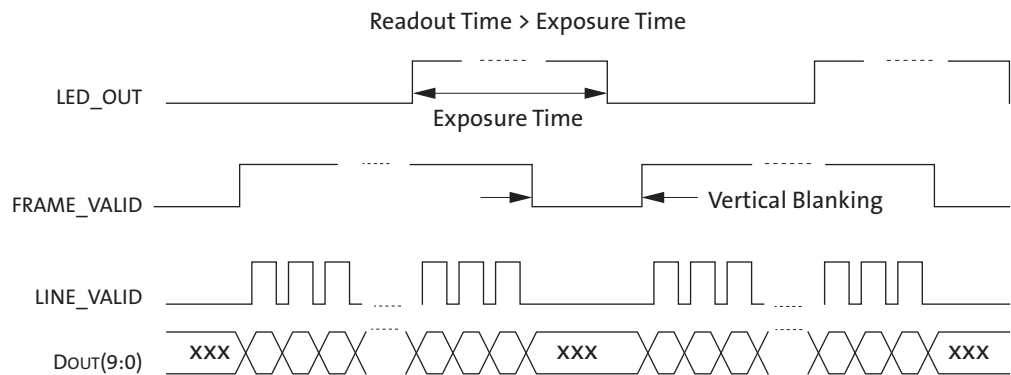 Readout Time > Exposure Time
LED_OUT
Exposure Time
FRAME_VALID
Vertical Blanking
LINE_VALID
DOUT(9:0)
XXX
XXX
XXX